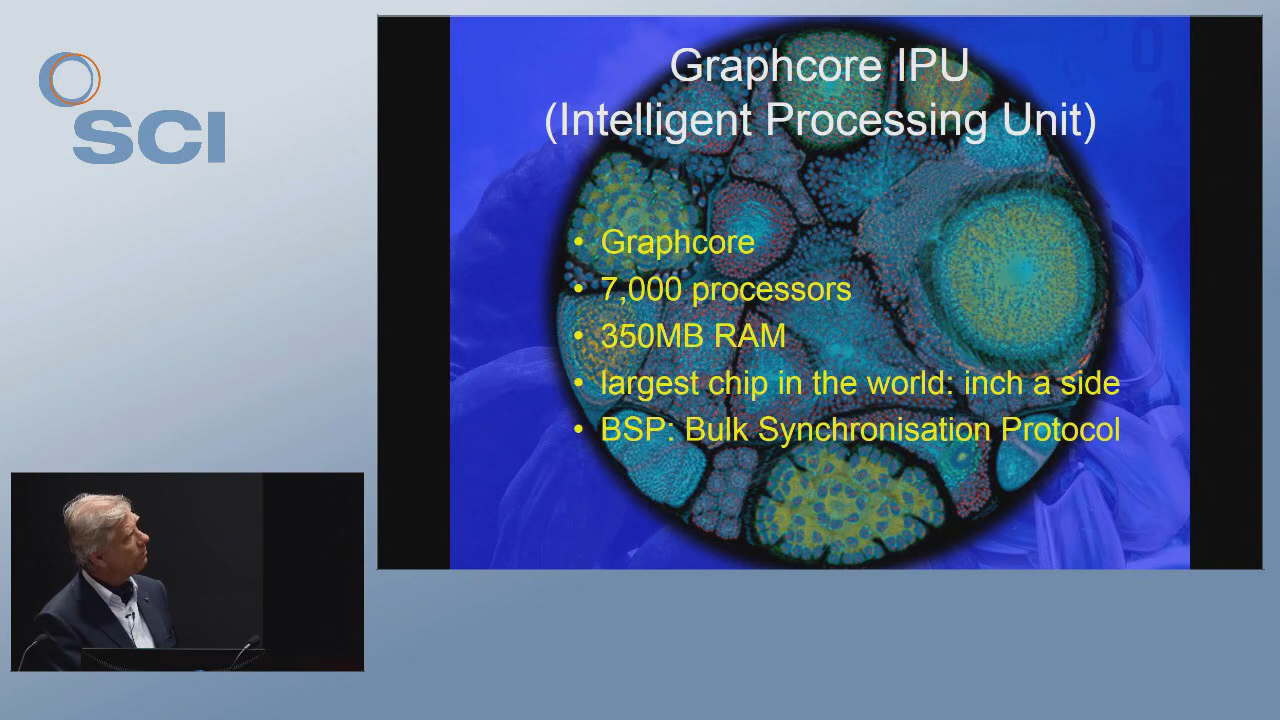 SCI
Graphcore IPU
(Intelligent Processing Unit)
• Graphcore
• 7,000 processors
• 350MB RAM
• largest chip in the world: inch a side
• BSP: Bulk Synchronisation Protocol